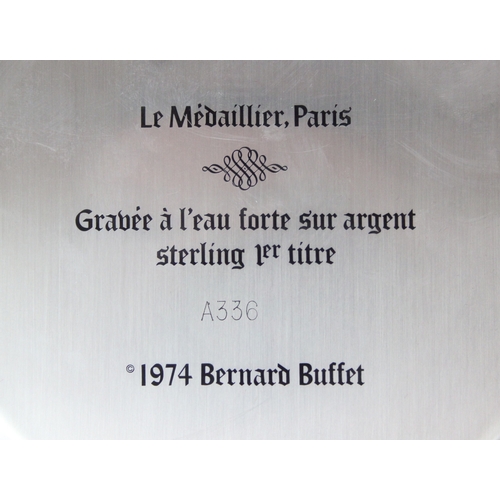 Le Médaillier, Paris
Gravée à l'eau forte sur argent
sterling 1er titre
A336
© 1974 Bernard Buffet